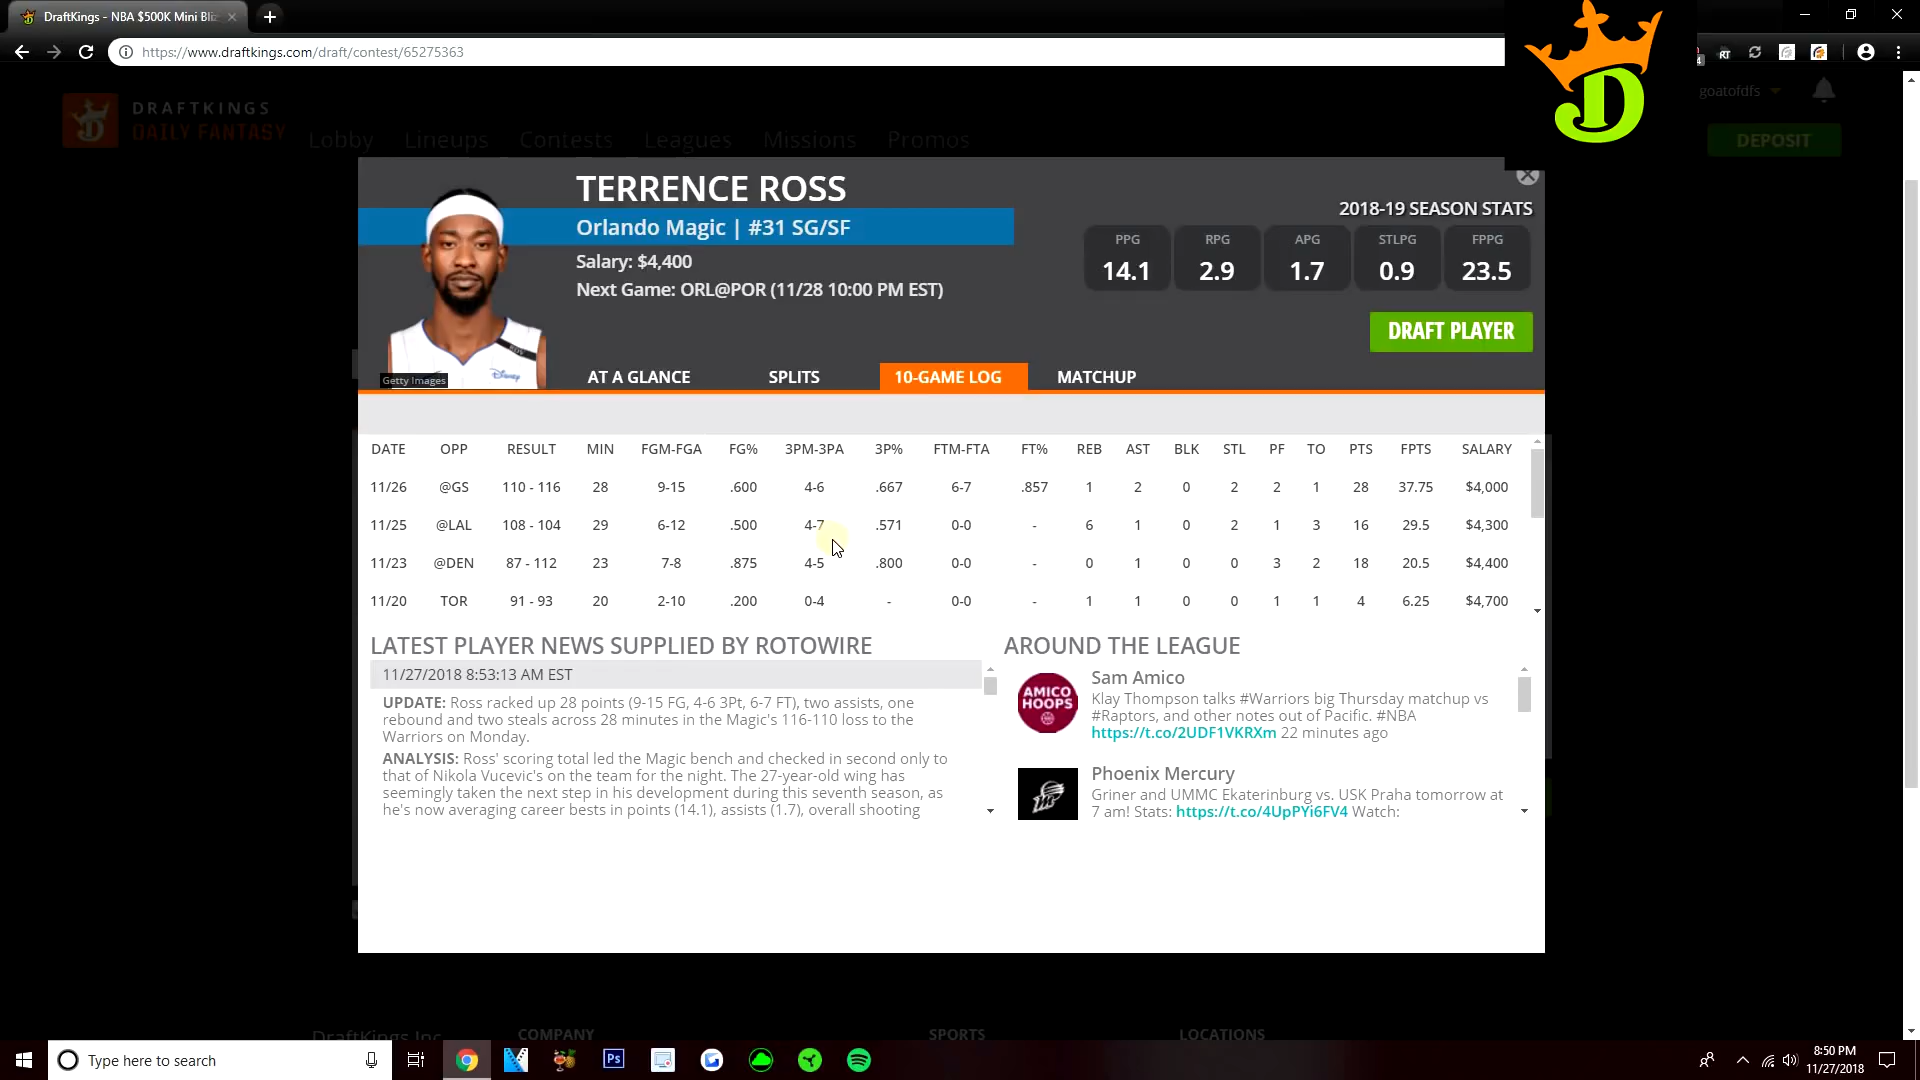 DraftKings - NBA $500K Mini Bli
https://www.draftkings.com/draft/contest/65275363
RT
DRAFTKINGS
DAILY FANTASY
Lobby Lineups Contests Leagues Missions Promos
goatofdfs
DEPOSIT
D
TERRENCE ROSS
Orlando Magic | #31 SG/SF
Salary: $4,400
Next Game: ORL@POR (11/28 10:00 PM EST)
2018-19 SEASON STATS
PPG RPG APG STLPG FPPG
14.1 2.9 1.7 0.9 23.5
DRAFT PLAYER
Disney
Getty Images
AT A GLANCE SPLITS 10-GAME LOG MATCHUP
DATE OPP RESULT MIN FGM-FGA FG% 3PM-3PA 3P% FTM-FTA FT% REB AST BLK STL PF TO PTS FPTS SALARY
11/26 @GS 110 - 116 28 9-15 .600 4-6 .667 6-7 .857 1 2 0 2 2 1 28 37.75 $4,000
11/25 @LAL 108 - 104 29 6-12 .500 4-7 .571 0-0 - 6 1 0 2 1 3 16 29.5 $4,300
11/23 @DEN 87 - 112 23 7-8 .875 4-5 .800 0-0 - 0 1 0 0 3 2 18 20.5 $4,400
11/20 TOR 91 - 93 20 2-10 .200 0-4 - 0-0 - 1 1 0 0 1 1 4 6.25 $4,700
LATEST PLAYER NEWS SUPPLIED BY ROTOWIRE
11/27/2018 8:53:13 AM EST
UPDATE: Ross racked up 28 points (9-15 FG, 4-6 3Pt, 6-7 FT), two assists, one
rebound and two steals across 28 minutes in the Magic's 116-110 loss to the
Warriors on Monday.
ANALYSIS: Ross' scoring total led the Magic bench and checked in second only to
that of Nikola Vucevic's on the team for the night. The 27-year-old wing has
seemingly taken the next step in his development during this seventh season, as
he's now averaging career bests in points (14.1), assists (1.7), overall shooting
AROUND THE LEAGUE
AMICO
HOOPS
Sam Amico
Klay Thompson talks #Warriors big Thursday matchup vs
#Raptors, and other notes out of Pacific. #NBA
https://t.co/2UDF1VKRXm 22 minutes ago
Phoenix Mercury
Griner and UMMC Ekaterinburg vs. USK Praha tomorrow at
7 am! Stats: https://t.co/4UpPYi6FV4 Watch:
DraftKings Inc.
COMPANY SPORTS LOCATIONS
Type here to search
Ps
8:50 PM
11/27/2018